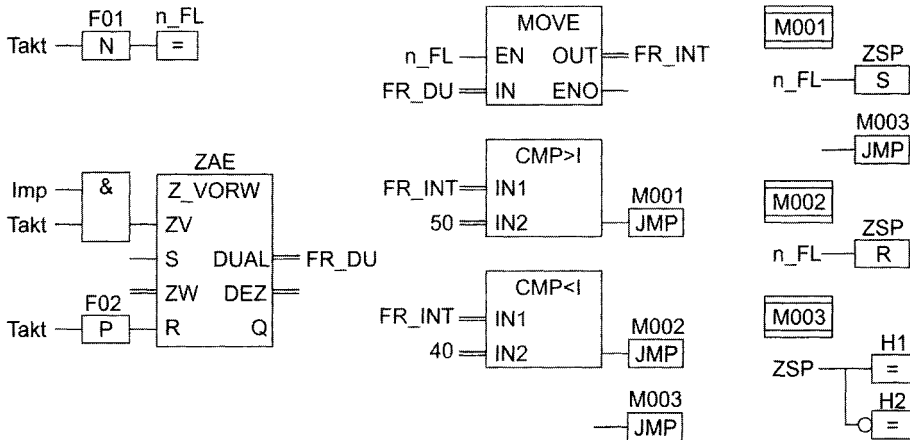 F01
n_FL
Takt
N
=
ZAE
Imp
&
Takt
Z_VORW
ZV
S
DUAL
FR_DU
ZW
DEZ
F02
Takt
P
R
Q
MOVE
n_FL
EN
OUT
FR_INT
FR_DU
IN
ENO
CMP>I
FR_INT
IN1
M001
50
IN2
JMP
CMP<I
FR_INT
IN1
M002
40
IN2
JMP
M003
JMP
M001
ZSP
n_FL
S
M003
JMP
M002
ZSP
n_FL
R
M003
H1
ZSP
=
H2
=